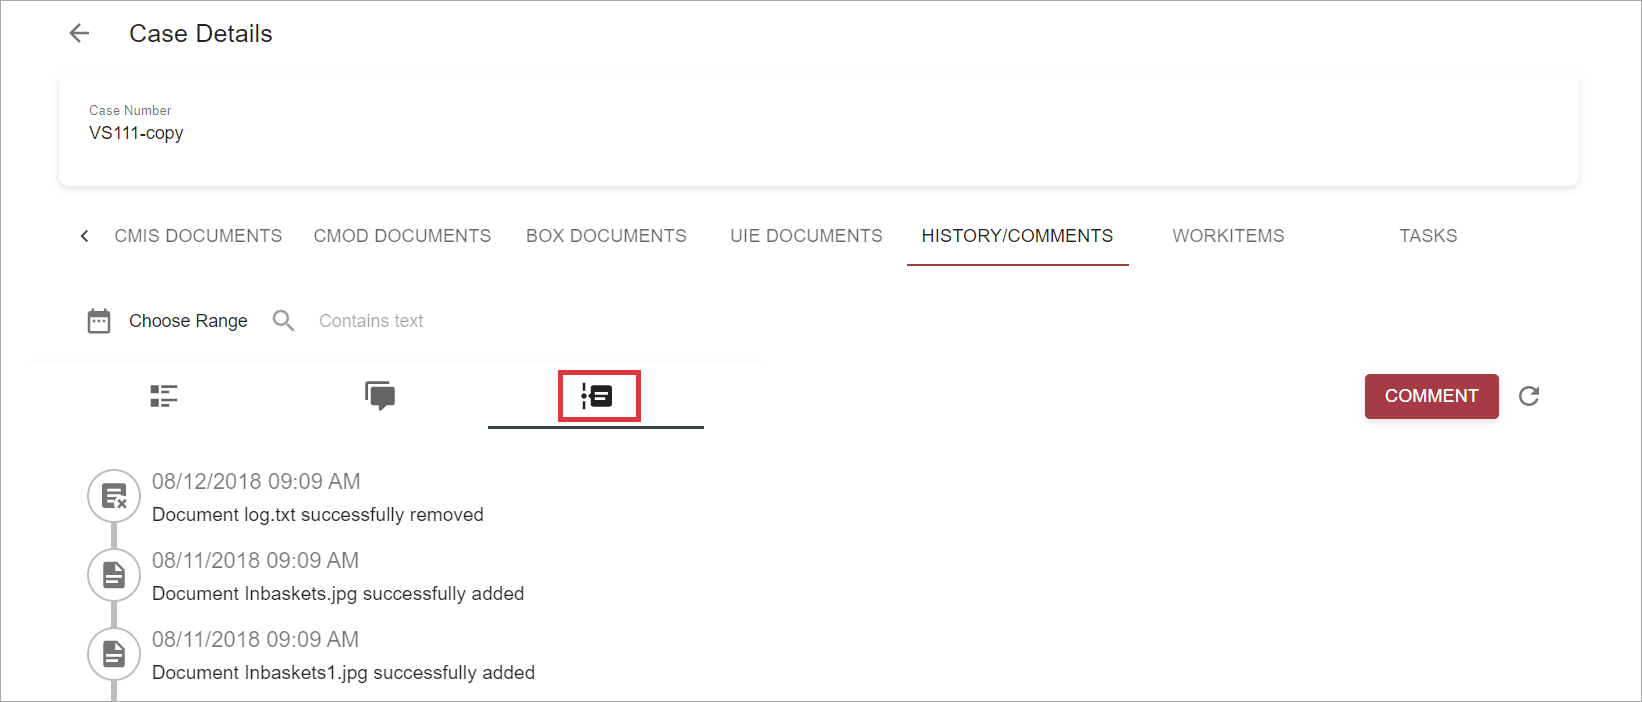 Case Details
Case Number
VS111-copy
CMIS DOCUMENTS CMOD DOCUMENTS BOX DOCUMENTS UIE DOCUMENTS HISTORY/COMMENTS WORKITEMS TASKS
Choose Range Contains text
COMMENT
08/12/2018 09:09 AM
Document log.txt successfully removed
08/11/2018 09:09 AM
Document Inbaskets.jpg successfully added
08/11/2018 09:09 AM
Document Inbaskets1.jpg successfully added